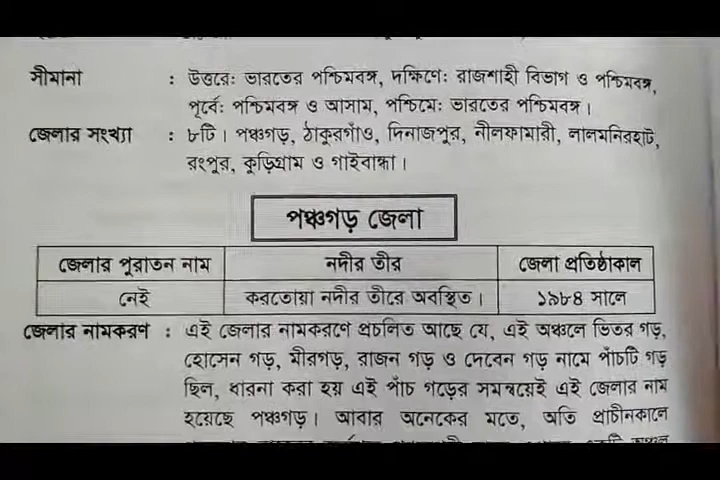 সীমানা : উত্তরে: ভারতের পশ্চিমবঙ্গ, দক্ষিণে: রাজশাহী বিভাগ ও পশ্চিমবঙ্গ,
পূর্বে: পশ্চিমবঙ্গ ও আসাম, পশ্চিমে: ভারতের পশ্চিমবঙ্গ।
জেলার সংখ্যা : ৮টি। পঞ্চগড়, ঠাকুরগাঁও, দিনাজপুর, নীলফামারী, লালমনিরহাট,
রংপুর, কুড়িগ্রাম ও গাইবান্ধা।
পঞ্চগড় জেলা
জেলার পুরাতন নাম নদীর তীর জেলা প্রতিষ্ঠাকাল
নেই করতোয়া নদীর তীরে অবস্থিত। ১৯৮৪ সালে
জেলার নামকরণ : এই জেলার নামকরণে প্রচলিত আছে যে, এই অঞ্চলে ভিতর গড়,
হোসেন গড়, মীরগড়, রাজন গড় ও দেবেন গড় নামে পাঁচটি গড়
ছিল, ধারনা করা হয় এই পাঁচ গড়ের সমন্বয়েই এই জেলার নাম
হয়েছে পঞ্চগড়। আবার অনেকের মতে, অতি প্রাচীনকালে